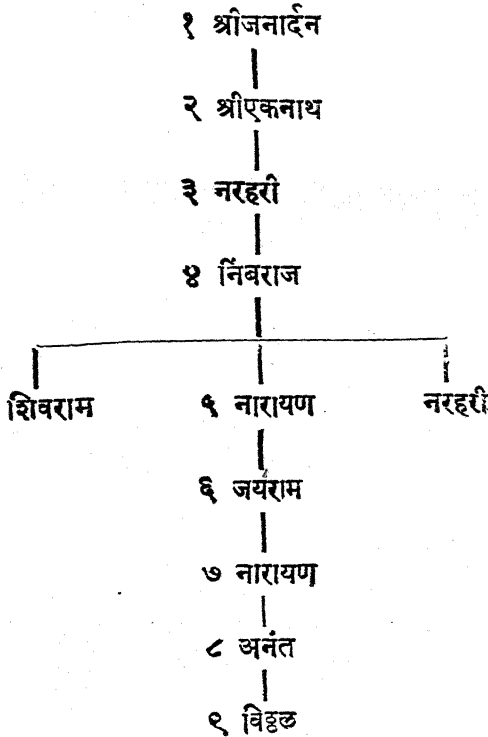 १ श्रीजनार्दन
२ श्रीएकनाथ
३ नरहरी
४ निंबराज
शिवराम ५ नारायण नरहरी
६ जयराम
७ नारायण
८ अनंत
९ विठ्ठल